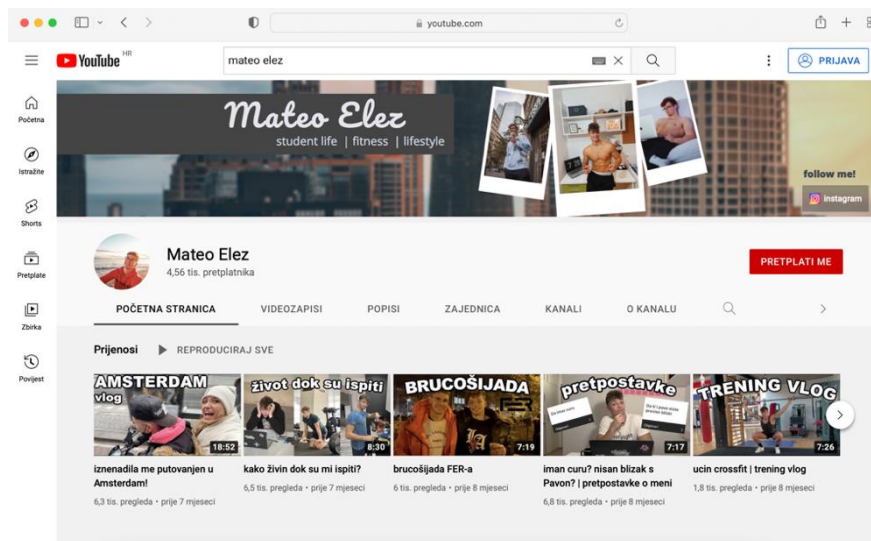 youtube.com
YouTube HR
mateo elez
PRIJAVA
Početna
Istražite
Shorts
Pretplate
Zbirka
Povijest
Mateo Elez
student life | fitness | lifestyle
follow me!
instagram
Mateo Elez
4,56 tis. pretplatnika
PRETPLATI ME
POČETNA STRANICA
VIDEOZAPISI
POPISI
ZAJEDNICA
KANALI
O KANALU
Prijenosi
REPRODUCIRAJ SVE
AMSTERDAM
vlog
18:52
iznenadila me putovanjen u
Amsterdam!
6,3 tis. pregleda • prije 7 mjeseci
život dok su ispiti
8:30
kako živin dok su mi ispiti?
6,5 tis. pregleda • prije 7 mjeseci
BRUCOŠIJADA
FER
7:19
brucošijada FER-a
6 tis. pregleda • prije 8 mjeseci
pretpostavke
7:17
iman curu? nisan blizak s
Pavon? | pretpostavke o meni
6,8 tis. pregleda • prije 8 mjeseci
TRENING VLOG
7:26
ucin crossfit | trening vlog
1,8 tis. pregleda • prije 8 mjeseci